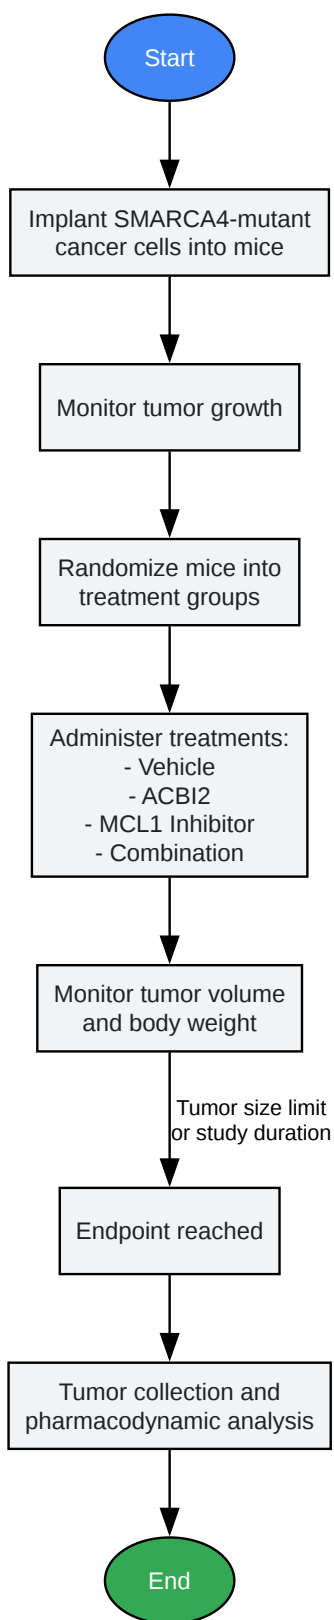 Start
Implant SMARCA4-mutant
cancer cells into mice
Monitor tumor growth
Randomize mice into
treatment groups
Administer treatments:
- Vehicle
- ACBI2
- MCL1 Inhibitor
- Combination
Monitor tumor volume
and body weight
Tumor size limit
or study duration
Endpoint reached
Tumor collection and
pharmacodynamic analysis
End